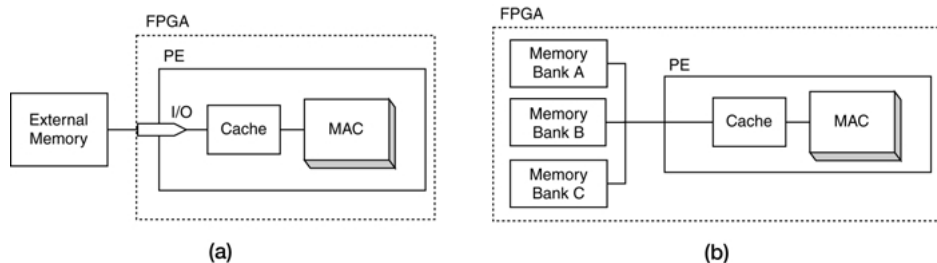 FPGA
PE
External
Memory
I/O
Cache
MAC
(a)
FPGA
Memory
Bank A
Memory
Bank B
Memory
Bank C
PE
Cache
MAC
(b)